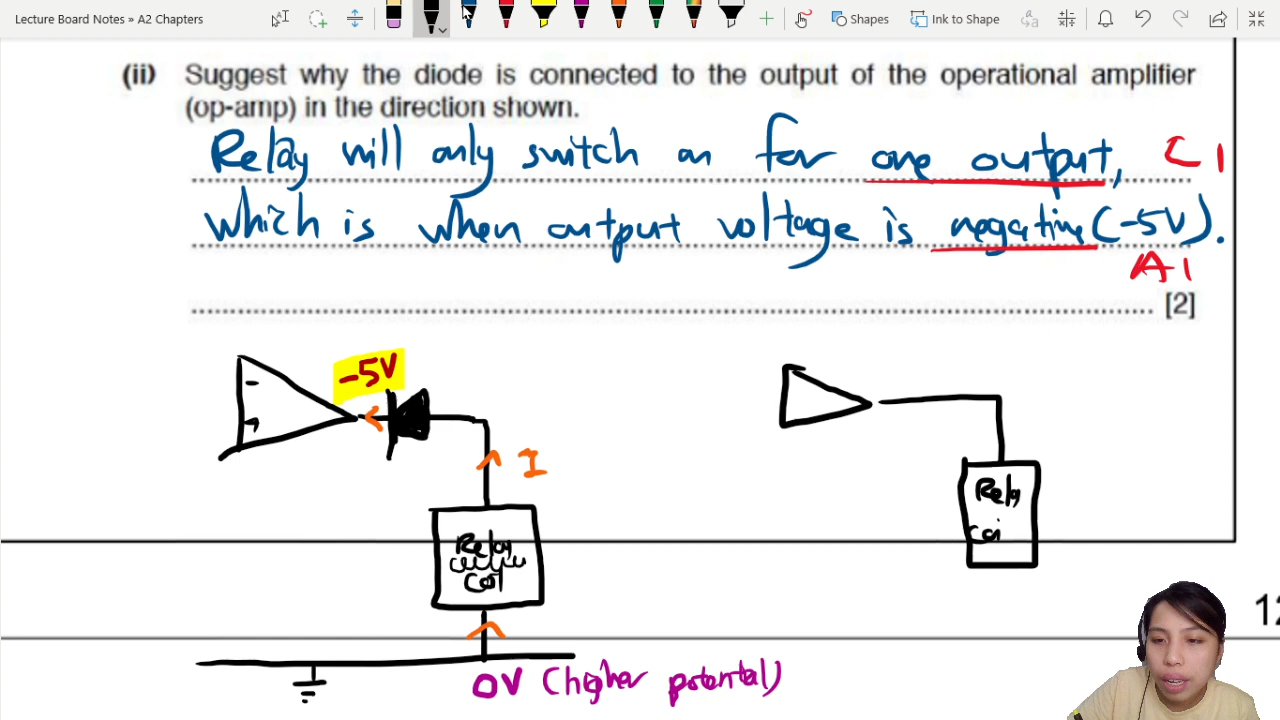 Lecture Board Notes » A2 Chapters
Shapes
Ink to Shape
(ii) Suggest why the diode is connected to the output of the operational amplifier
(op-amp) in the direction shown.
Relay will only switch on for one output, C1
which is when output voltage is negative (-5V).
A1
[2]
-5V
I
Relay
coil
Relay
coi
12
0V (higher potential)